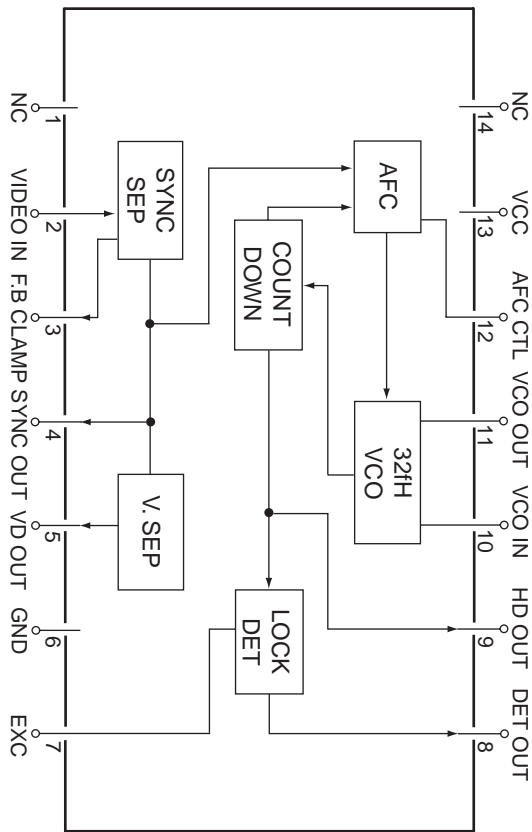 NC
VCC
AFC CTL
VCO OUT
VCO IN
HD OUT
DET OUT
14
13
12
11
10
9
8
AFC
32fH
VCO
COUNT
DOWN
LOCK
DET
SYNC
SEP
V. SEP
1
2
3
4
5
6
7
NC
VIDEO IN
F.B CLAMP
SYNC OUT
VD OUT
GND
EXC